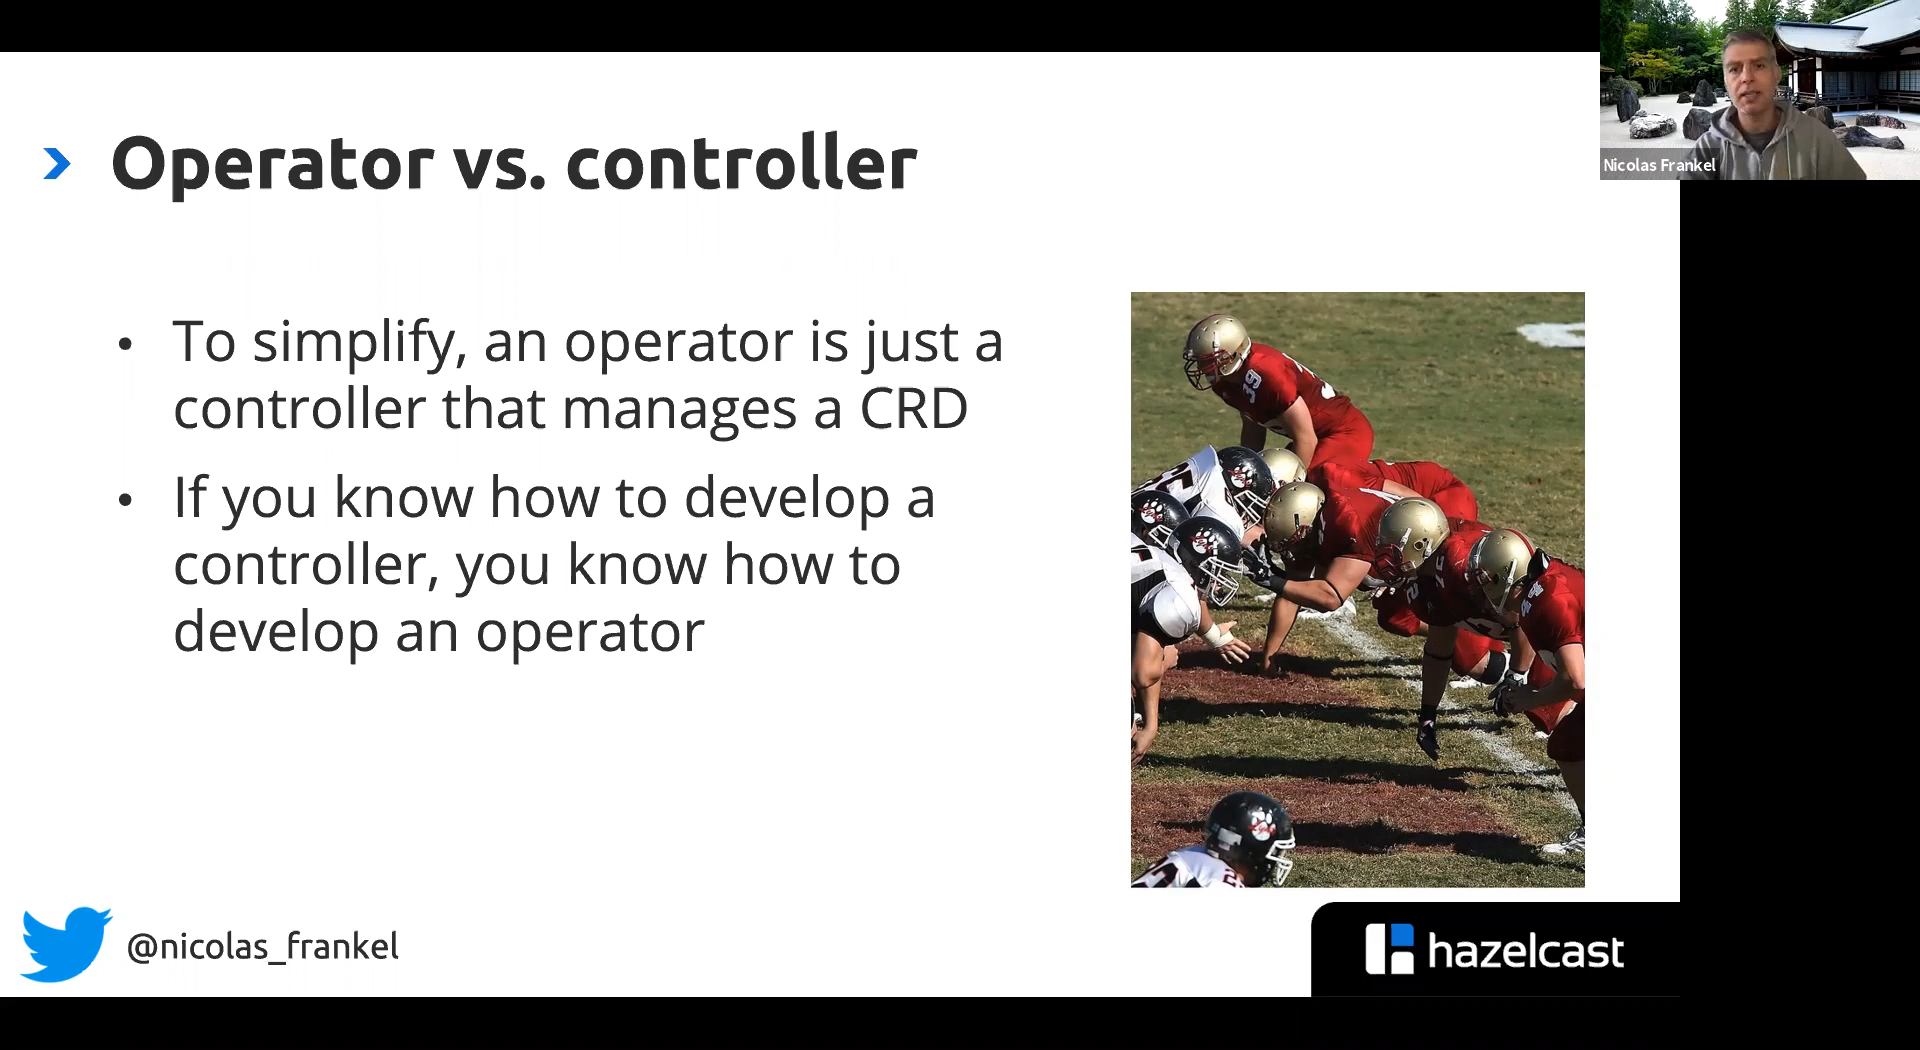 Nicolas Frankel
Operator vs. controller
• To simplify, an operator is just a
controller that manages a CRD
• If you know how to develop a
controller, you know how to
develop an operator
39
@nicolas_frankel
hazelcast